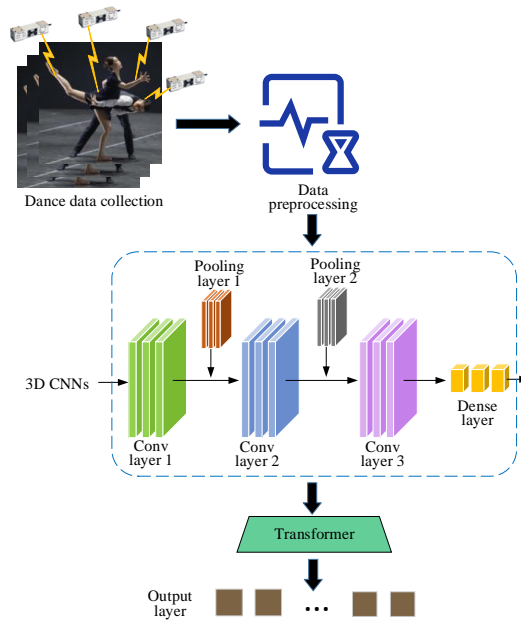 Dance data collection
Data
preprocessing
Pooling
layer 1
Pooling
layer 2
3D CNNs
Conv
layer 1
Conv
layer 2
Conv
layer 3
Dense
layer
Transformer
Output
layer
...